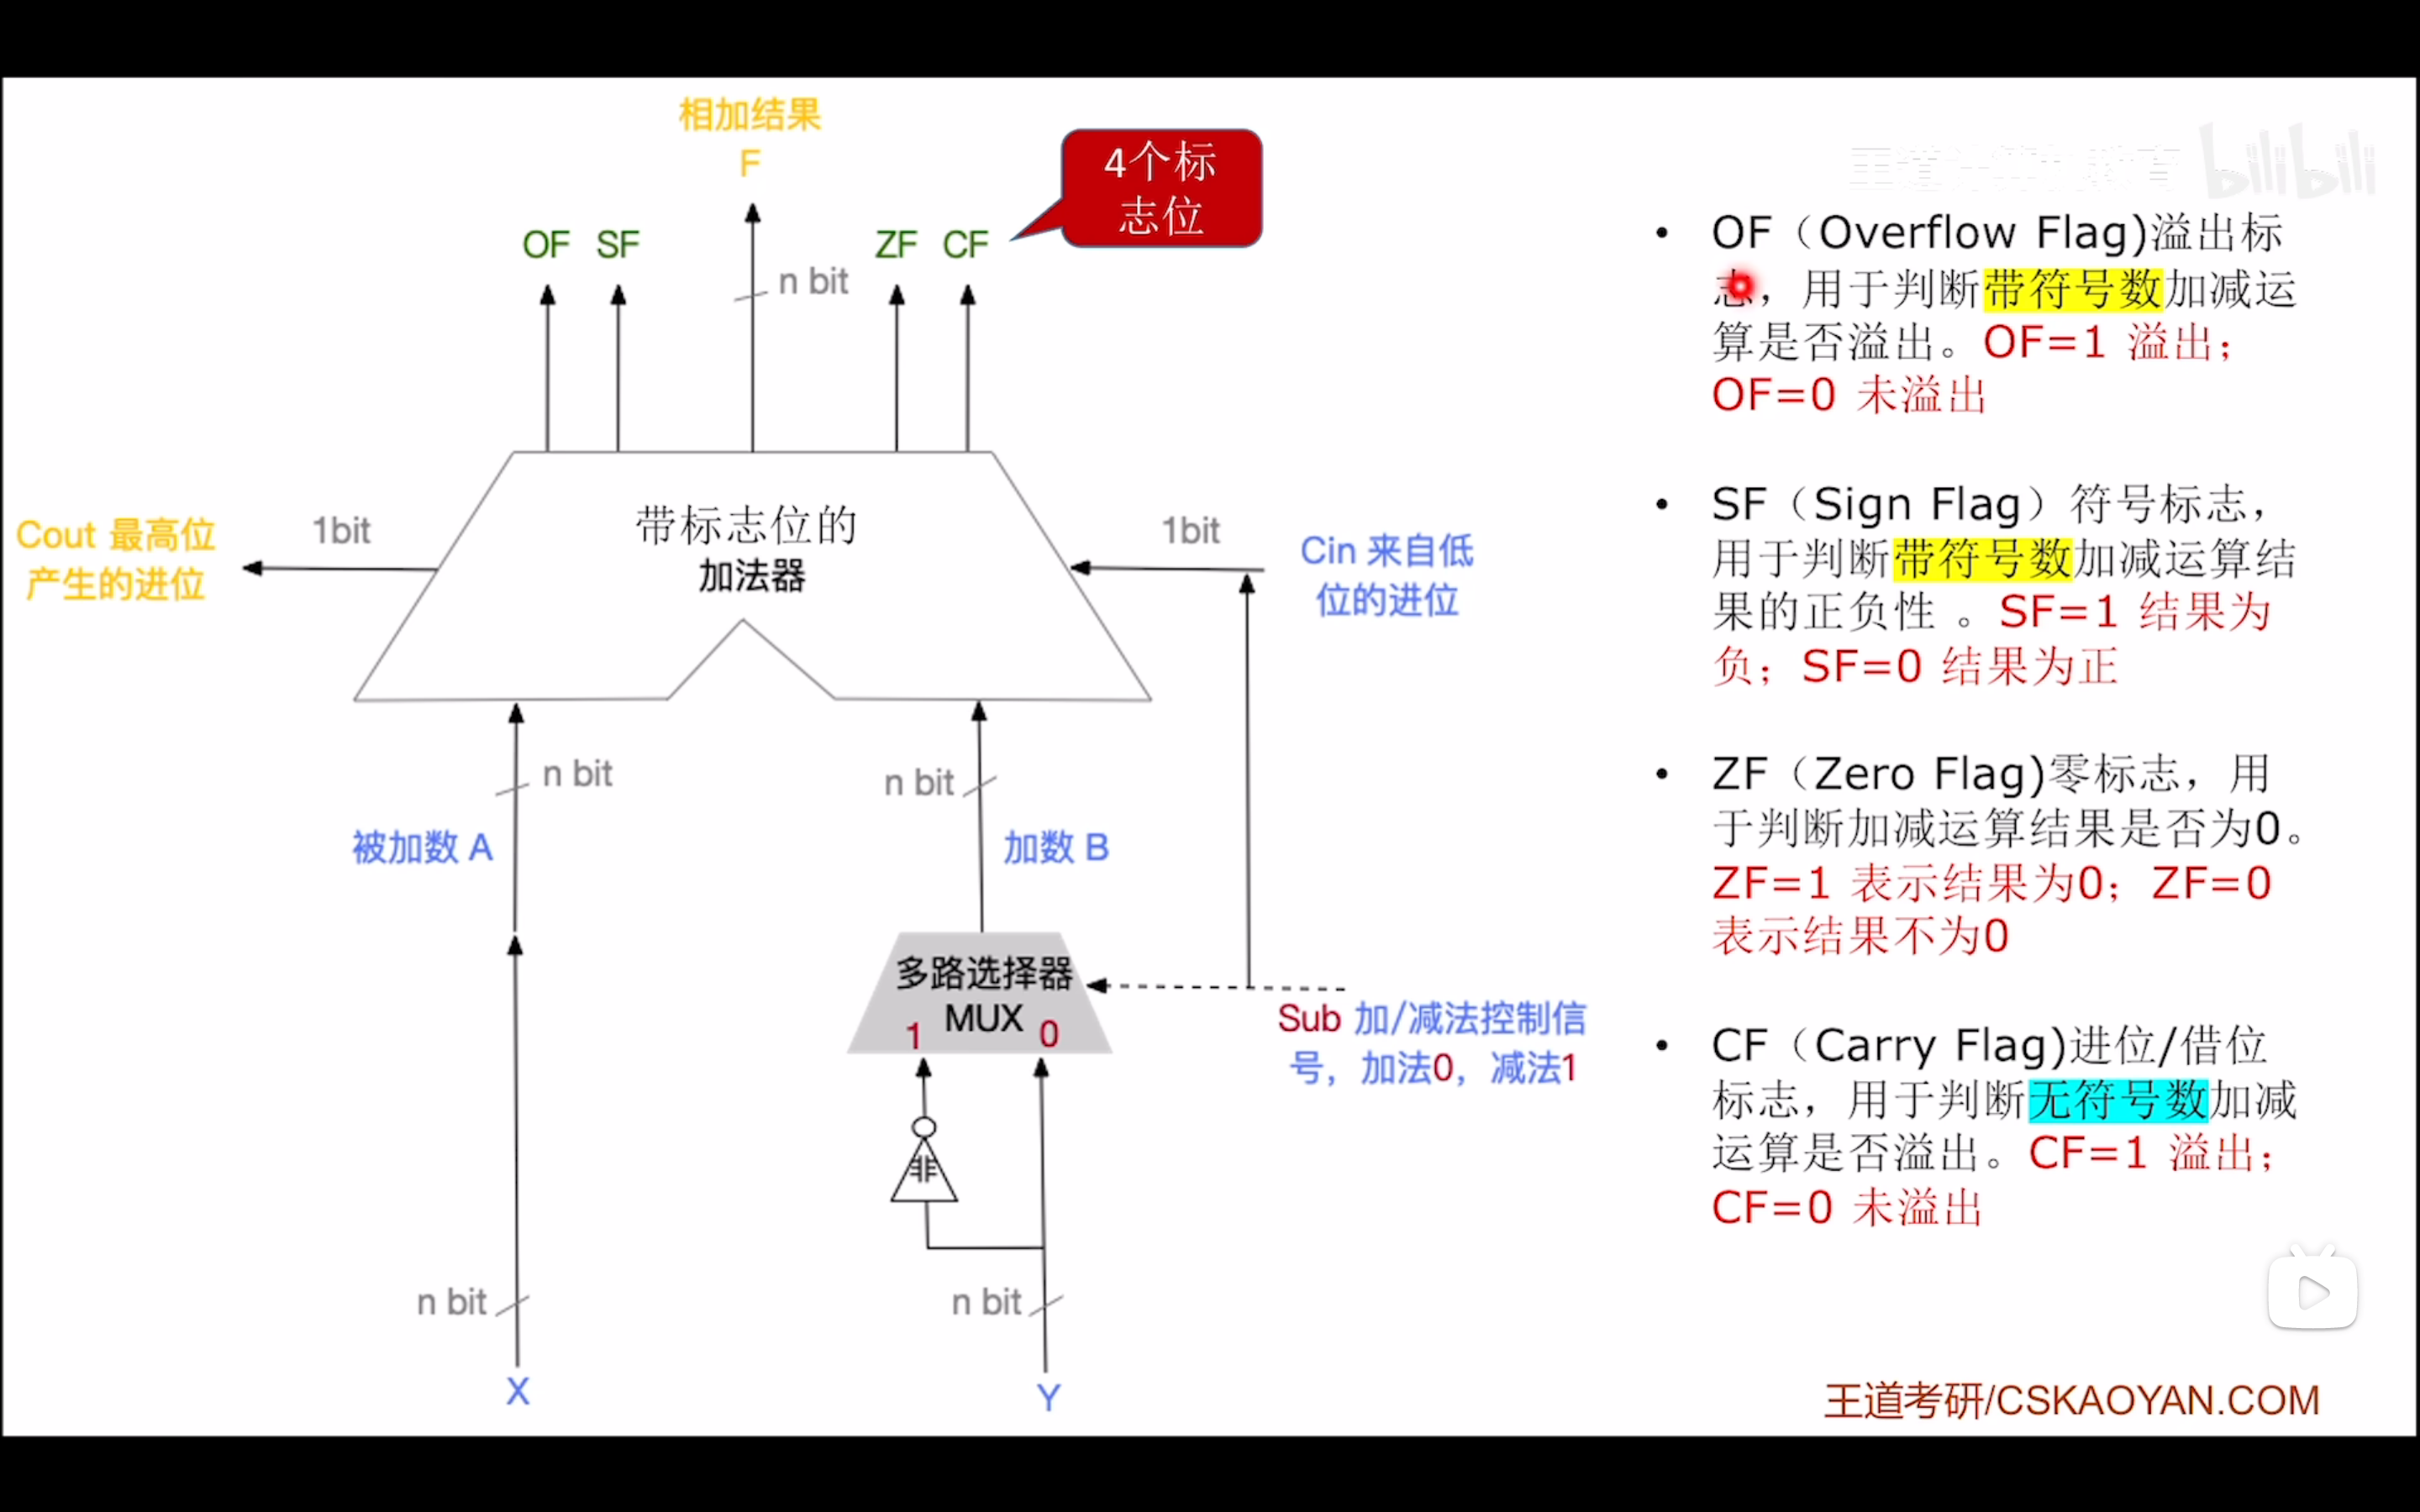 相加结果
F
4个标
志位
OF SF
ZF CF
n bit
带标志位的
加法器
Cout 最高位
产生的进位
1bit
1bit
Cin 来自低
位的进位
n bit
n bit
被加数 A
加数 B
多路选择器
MUX
1
0
Sub 加/减法控制信
号，加法0，减法1
非
n bit
n bit
X
Y
王道计算机教育
bilibili
• OF（Overflow Flag)溢出标
志，用于判断带符号数加减运
算是否溢出。OF=1 溢出；
OF=0 未溢出
• SF（Sign Flag）符号标志，
用于判断带符号数加减运算结
果的正负性 。SF=1 结果为
负；SF=0 结果为正
• ZF（Zero Flag)零标志，用
于判断加减运算结果是否为0。
ZF=1 表示结果为0；ZF=0
表示结果不为0
• CF（Carry Flag)进位/借位
标志，用于判断无符号数加减
运算是否溢出。CF=1 溢出；
CF=0 未溢出
王道考研/CSKAOYAN.COM